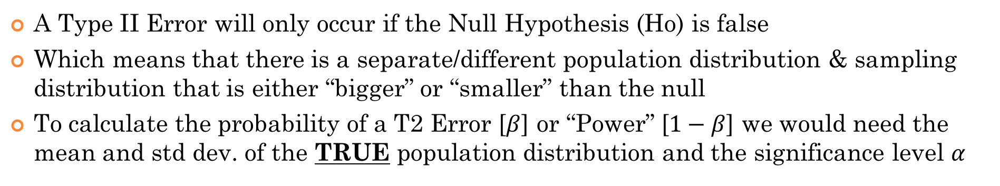 A Type II Error will only occur if the Null Hypothesis (Ho) is false
Which means that there is a separate/different population distribution & sampling
distribution that is either “bigger” or “smaller” than the null
To calculate the probability of a T2 Error [𝛽] or “Power” [1 − 𝛽] we would need the
mean and std dev. of the TRUE population distribution and the significance level 𝛼